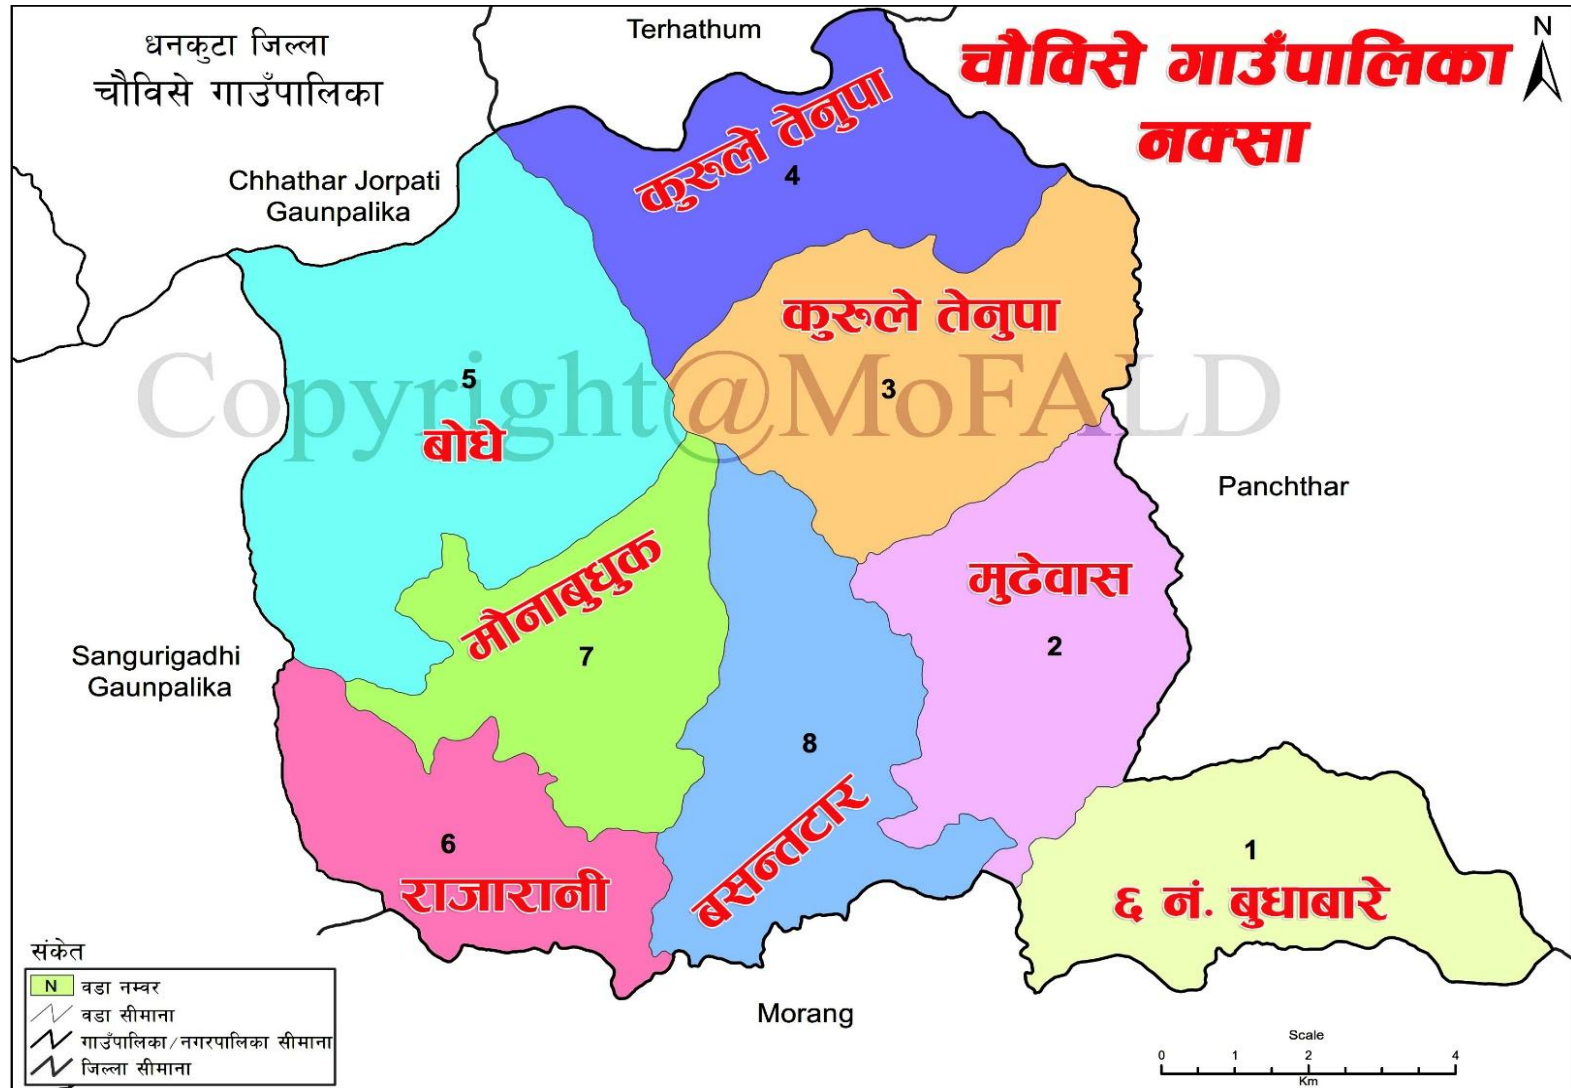 धनकुटा जिल्ला
चौविसे गाउँपालिका
Terhathum
चौविसे गाउँपालिका
नक्सा
N
Chhathar Jorpati
Gaunpalika
कुरूले तेनुपा
4
कुरूले तेनुपा
3
5
बोधे
Copyright@MoFALD
Panchthar
मौनाबुधुक
7
मुढेवास
2
Sangurigadhi
Gaunpalika
8
बसन्तटार
6
राजारानी
1
६ नं. बुधाबारे
Morang
संकेत
N वडा नम्वर
वडा सीमाना
गाउँपालिका/नगरपालिका सीमाना
जिल्ला सीमाना
Scale
0 1 2 4
Km